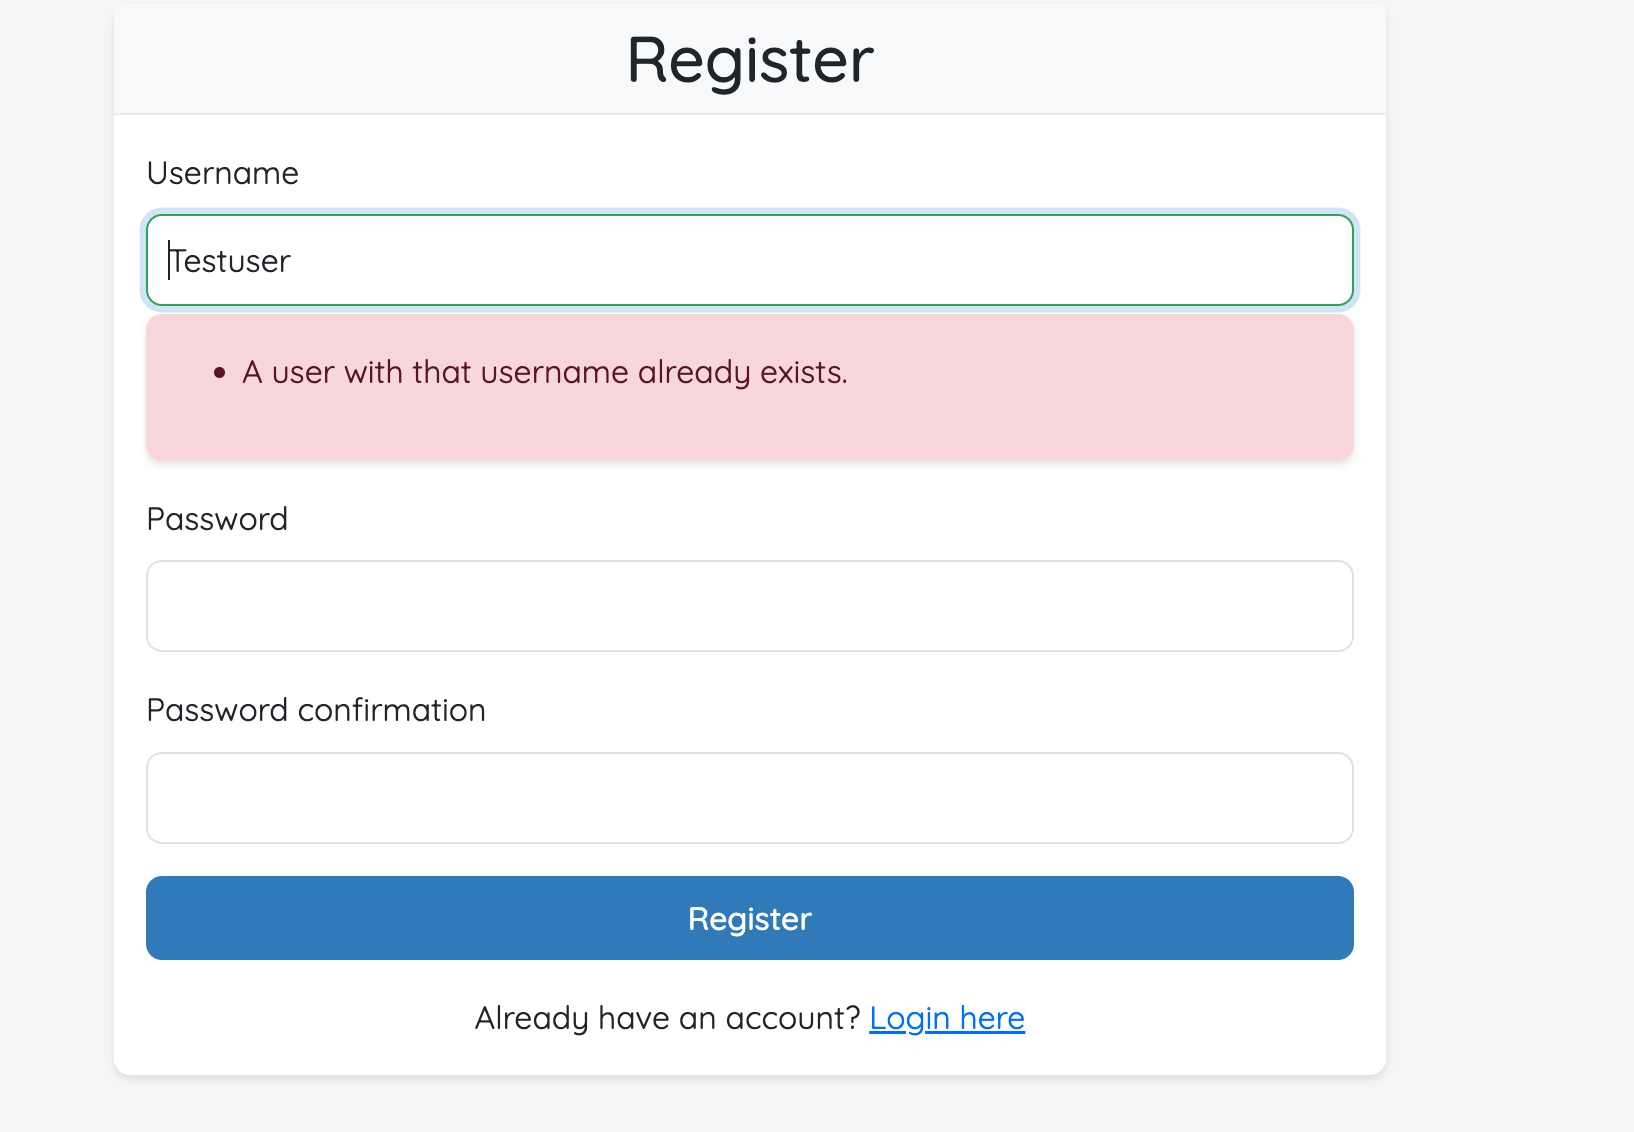 Register
Username
Testuser
• A user with that username already exists.
Password
Password confirmation
Register
Already have an account? Login here